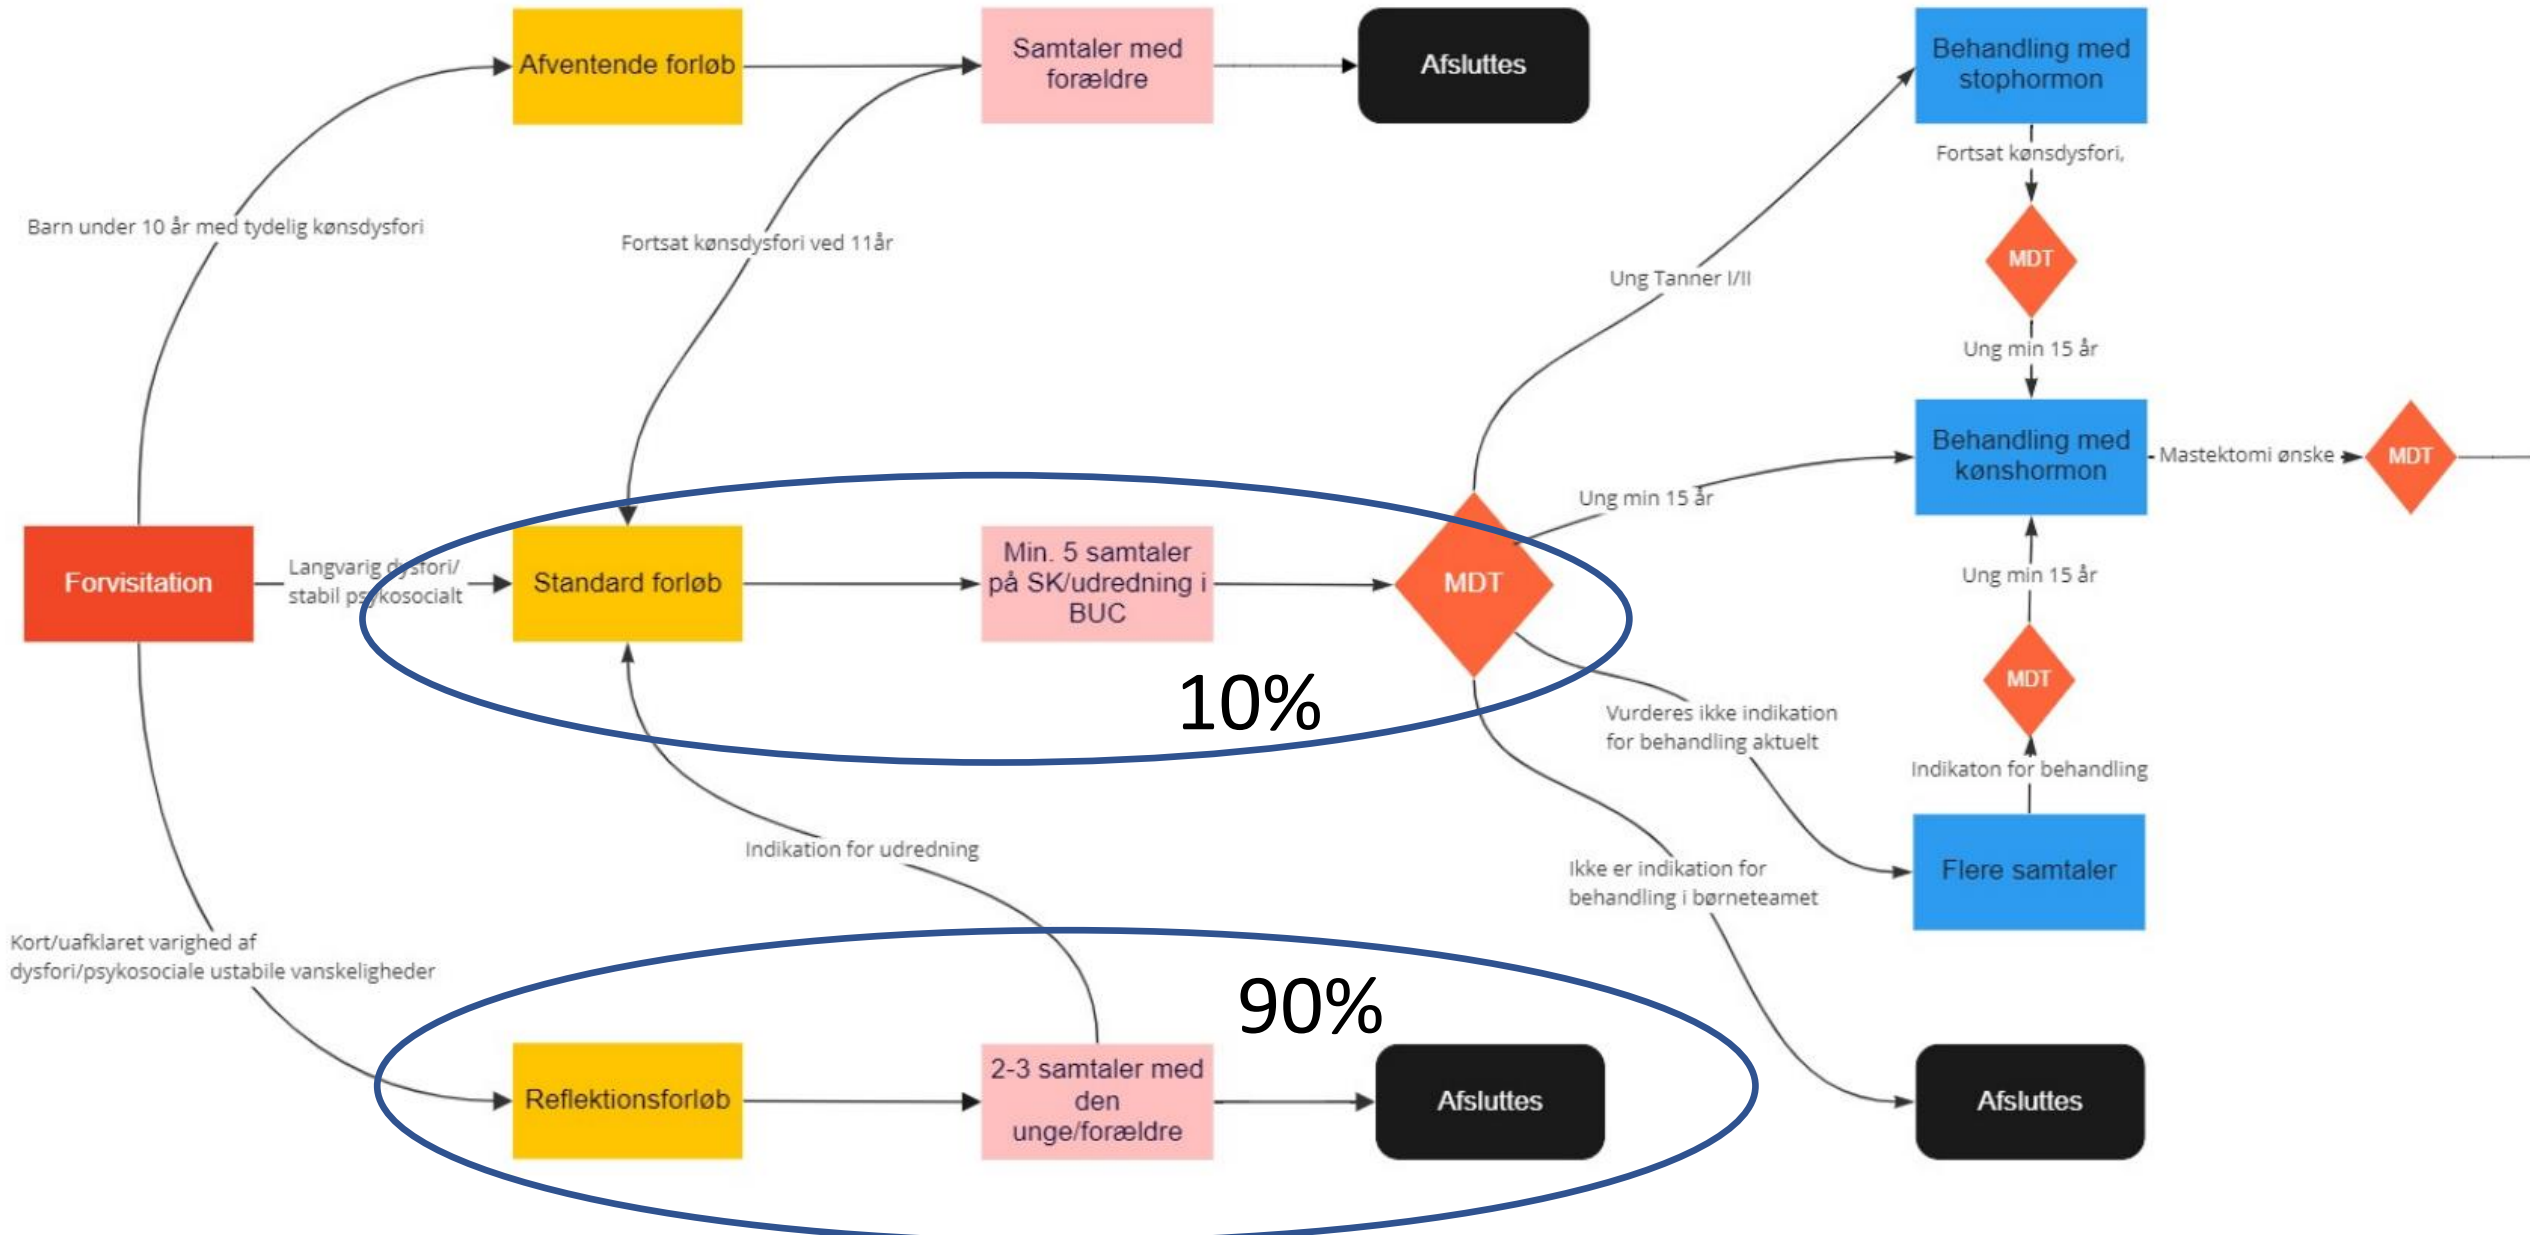 Afventende forløb
Samtaler med
forældre
Afsluttes
Behandling med
stophormon
Fortsat kønsdysfori,
MDT
Ung min 15 år
Barn under 10 år med tydelig kønsdysfori
Fortsat kønsdysfori ved 11år
Ung Tanner I/II
Behandling med
kønshormon
Mastektomi ønske
MDT
Ung min 15 år
Forvisitation
Langvarig dysfori/
stabil psykosocialt
Standard forløb
Min. 5 samtaler
på SK/udredning i
BUC
MDT
Ung min 15 år
MDT
10%
Vurderes ikke indikation
for behandling aktuelt
Indikaton for behandling
Indikation for udredning
Ikke er indikation for
behandling i børneteamet
Flere samtaler
Kort/uafklaret varighed af
dysfori/psykosociale ustabile vanskeligheder
90%
Reflektionsforløb
2-3 samtaler med
den
unge/forældre
Afsluttes
Afsluttes